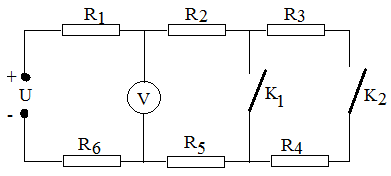 R1 R2 R3
+
U
-
V
K1
K2
R6 R5 R4